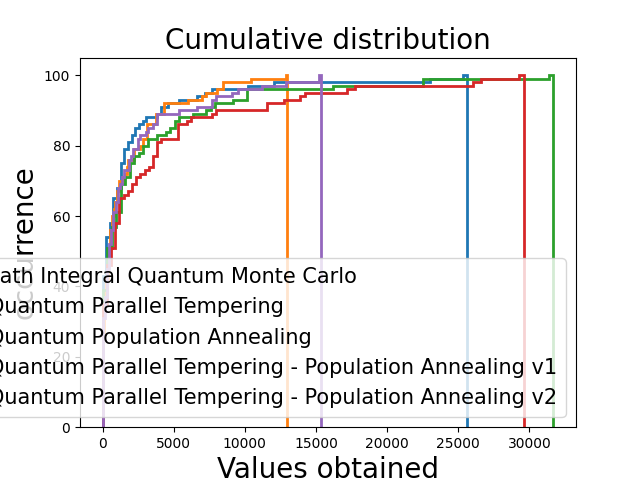 Cumulative distribution
100
80
60
40
20
0
occurrence
ath Integral Quantum Monte Carlo
Quantum Parallel Tempering
Quantum Population Annealing
Quantum Parallel Tempering - Population Annealing v1
Quantum Parallel Tempering - Population Annealing v2
0 5000 10000 15000 20000 25000 30000
Values obtained